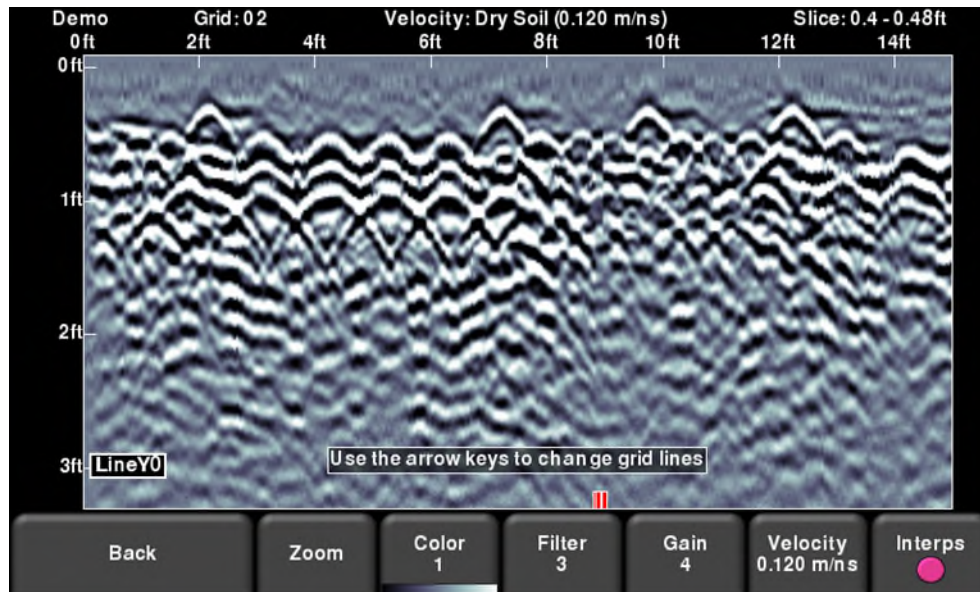 Demo Grid: 02 Velocity: Dry Soil (0.120 m/ns) Slice: 0.4 - 0.48ft
0ft 2ft 4ft 6ft 8ft 10ft 12ft 14ft
0ft
1ft
2ft
3ft
LineY0
Use the arrow keys to change grid lines
Back Zoom Color Filter Gain Velocity Interps
1 3 4 0.120 m/ns